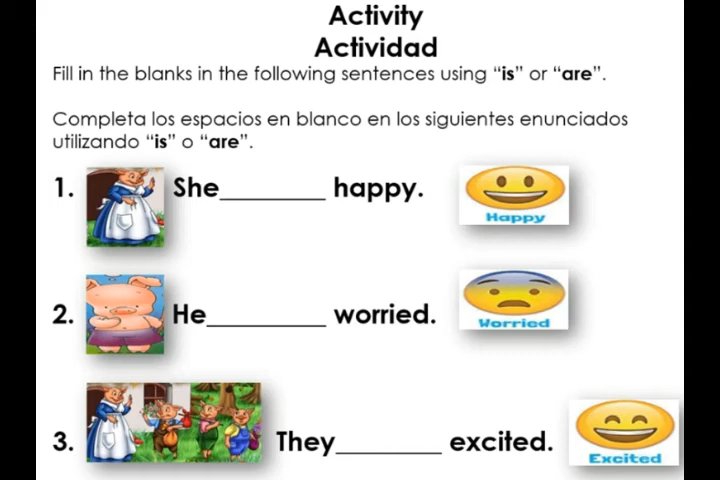 Activity
Actividad
Fill in the blanks in the following sentences using “is” or “are”.
Completa los espacios en blanco en los siguientes enunciados
utilizando “is” o “are”.
1. She________ happy.
Happy
2. He_________ worried.
Worried
3. They________ excited.
Excited